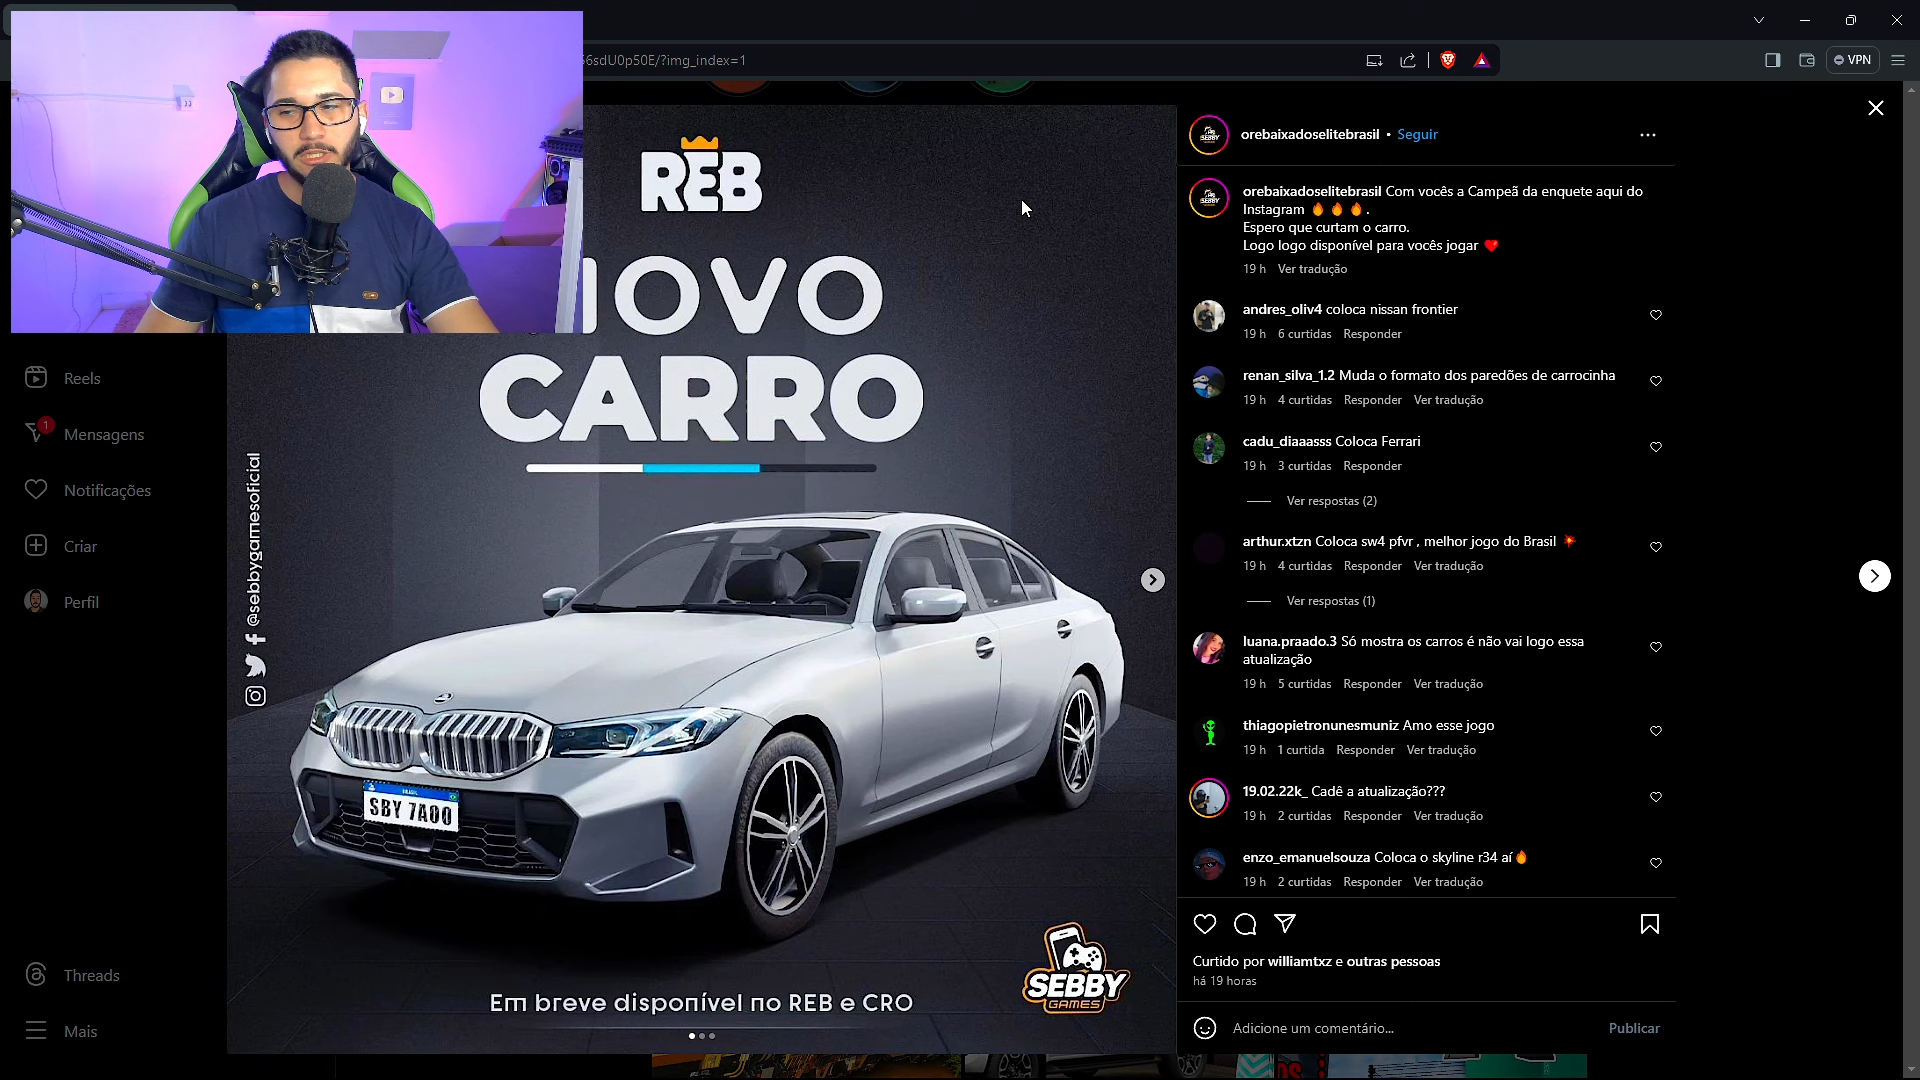 6sdU0p50E/?img_index=1
VPN
REB
NOVO
CARRO
@sebbygamesoficial
SBY 7A00
SEBBY
GAMES
Em breve disponível no REB e CRO
Reels
1
Mensagens
Notificações
Criar
Perfil
Threads
Mais
orebaixadoselitebrasil • Seguir
orebaixadoselitebrasil Com vocês a Campeã da enquete aqui do
Instagram 🔥🔥🔥.
Espero que curtam o carro.
Logo logo disponível para vocês jogar ❤️
19 h Ver tradução
andres_oliv4 coloca nissan frontier
19 h 6 curtidas Responder
renan_silva_1.2 Muda o formato dos paredões de carrocinha
19 h 4 curtidas Responder Ver tradução
cadu_diaaasss Coloca Ferrari
19 h 3 curtidas Responder
Ver respostas (2)
arthur.xtzn Coloca sw4 pfvr , melhor jogo do Brasil 💥
19 h 4 curtidas Responder Ver tradução
Ver respostas (1)
luana.praado.3 Só mostra os carros é não vai logo essa
atualização
19 h 5 curtidas Responder Ver tradução
thiagopietronunesmuniz Amo esse jogo
19 h 1 curtida Responder Ver tradução
19.02.22k_ Cadê a atualização???
19 h 2 curtidas Responder Ver tradução
enzo_emanuelsouza Coloca o skyline r34 aí🔥
19 h 2 curtidas Responder Ver tradução
Curtido por williamtxz e outras pessoas
há 19 horas
Adicione um comentário...
Publicar